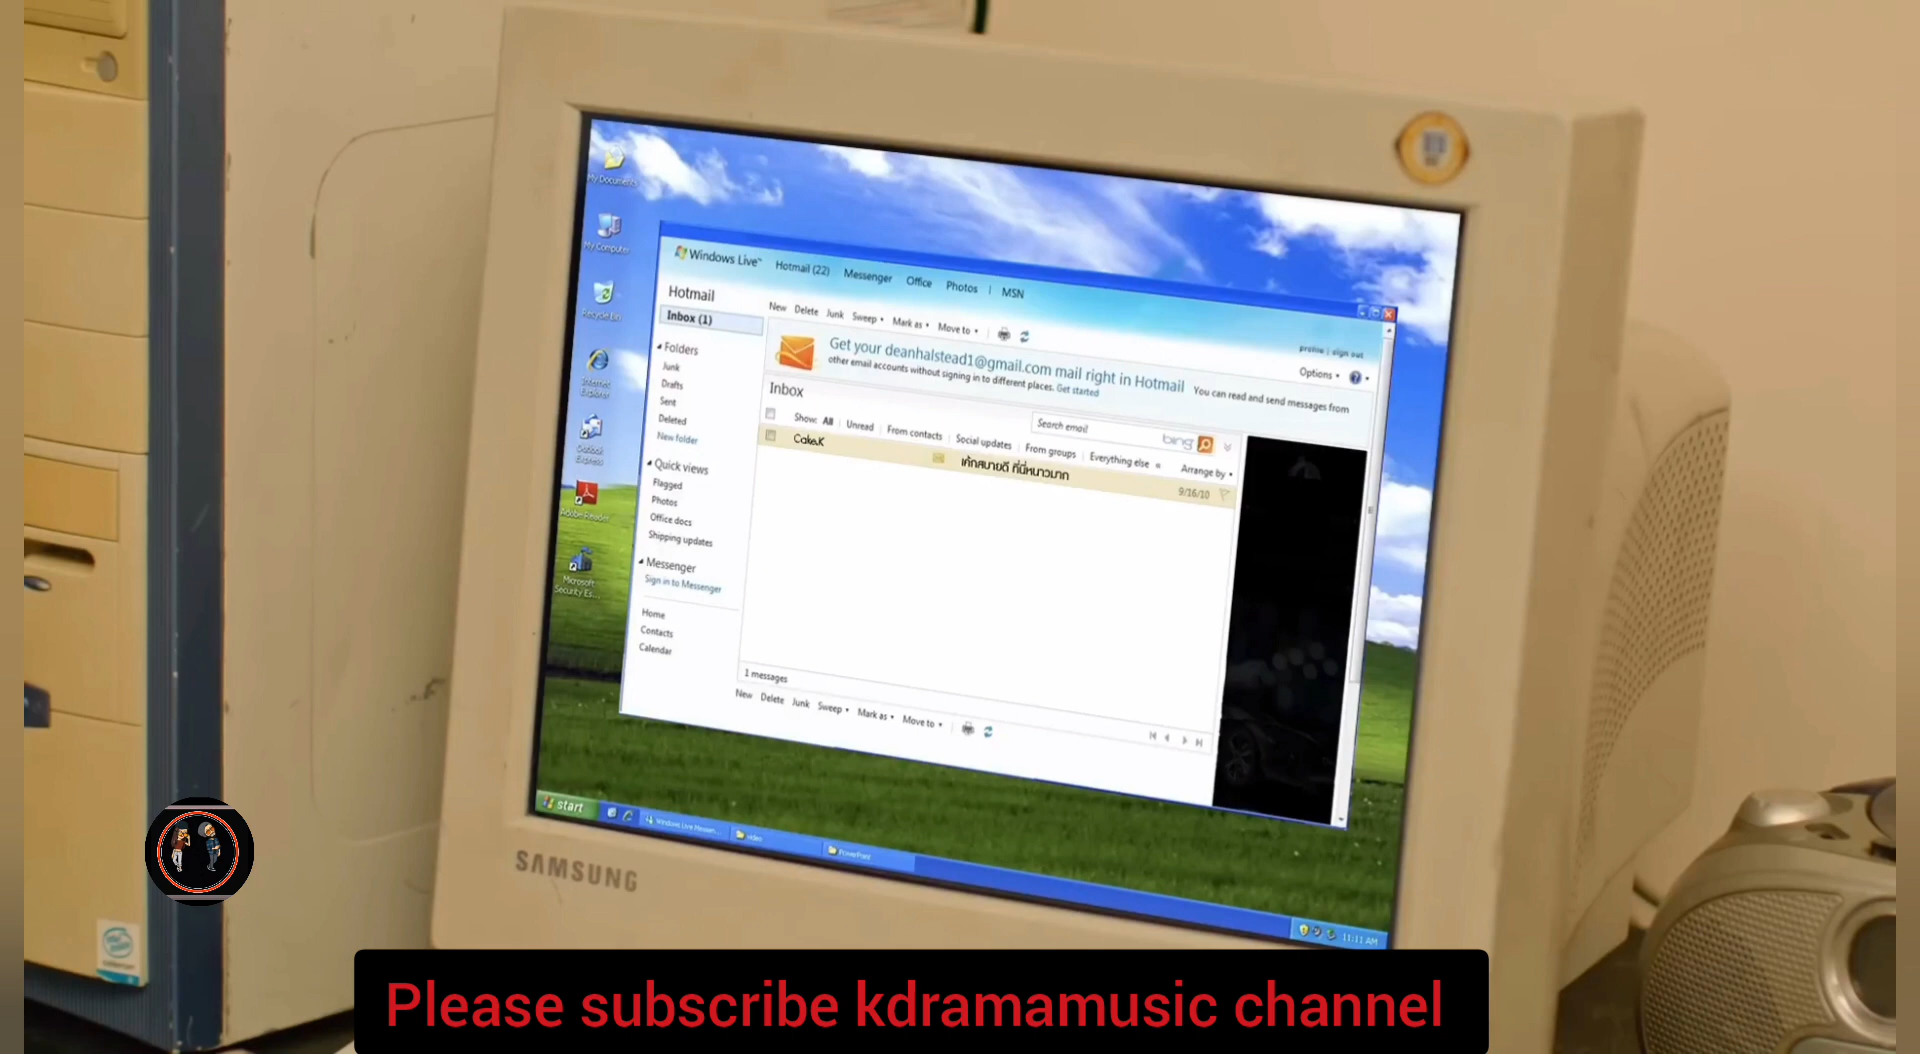 My Documents
My Computer
Recycle Bin
Internet Explorer
Outlook Express
Adobe Reader
Microsoft Security Es...
Windows Live™ Hotmail (22) Messenger Office Photos | MSN
profile | sign out
Hotmail
Inbox (1)
Folders
Junk
Drafts
Sent
Deleted
New folder
Quick views
Flagged
Photos
Office docs
Shipping updates
Messenger
Sign in to Messenger
Home
Contacts
Calendar
New Delete Junk Sweep Mark as Move to
Options
Get your deanhalstead1@gmail.com mail right in Hotmail You can read and send messages from
other email accounts without signing in to different places. Get started
Inbox
Search email bing
Show: All Unread From contacts Social updates From groups Everything else Arrange by
Cake.K เค้กสบายดี ที่นี่หนาวมาก 9/16/10
1 messages
New Delete Junk Sweep Mark as Move to
start Windows Live Messen... video PowerPoint 11:11 AM
SAMSUNG
Please subscribe kdramamusic channel